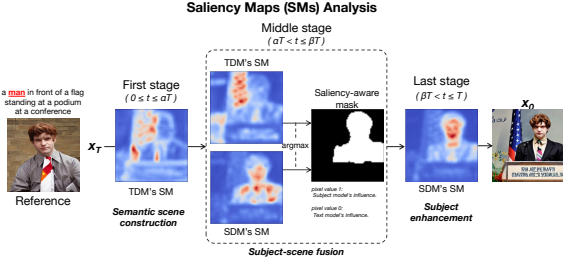 Saliency Maps (SMs) Analysis
Middle stage
( αT < t ≤ βT )
a man in front of a flag
standing at a podium
at a conference
Reference
x_T
First stage
( 0 ≤ t ≤ αT )
TDM's SM
Semantic scene
construction
TDM's SM
SDM's SM
argmax
Saliency-aware
mask
pixel value 1:
Subject model's influence.
pixel value 0:
Text model's influence.
Subject-scene fusion
Last stage
( βT < t ≤ T )
SDM's SM
Subject
enhancement
x_0